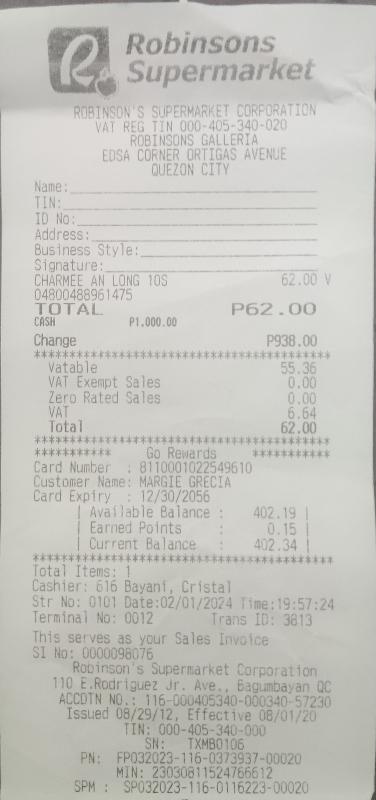 R Robinsons
Supermarket
ROBINSON'S SUPERMARKET CORPORATION
VAT REG TIN 000-405-340-020
ROBINSONS GALLERIA
EDSA CORNER ORTIGAS AVENUE
QUEZON CITY
Name:
TIN:
ID No:
Address:
Business Style:
Signature:
CHARMEE AN LONG 10S 62.00 V
04800488961475
TOTAL P62.00
CASH P1,000.00
Change P938.00
****************************************
Vatable 55.36
VAT Exempt Sales 0.00
Zero Rated Sales 0.00
VAT 6.64
Total 62.00
****************************************
*********** Go Rewards ***********
Card Number : 8110001022549610
Customer Name: MARGIE GRECIA
Card Expiry : 12/30/2056
| Available Balance : 402.19 |
| Earned Points : 0.15 |
| Current Balance : 402.34 |
****************************************
Total Items: 1
Cashier: 616 Bayani, Cristal
Str No: 0101 Date:02/01/2024 Time:19:57:24
Terminal No: 0012 Trans ID: 3813
This serves as your Sales Invoice
SI No: 0000098076
Robinson's Supermarket Corporation
110 E.Rodriguez Jr. Ave., Bagumbayan QC
ACCDTN NO.: 116-000405340-000340-57230
Issued 08/29/12, Effective 08/01/20
TIN: 000-405-340-000
SN: TXMB0106
PN: FP032023-116-0373937-00020
MIN: 23030811524766612
SPM : SP032023-116-0116223-00020